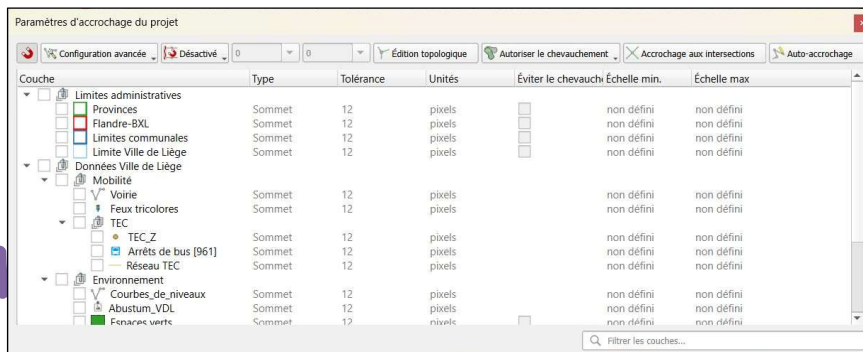 Paramètres d'accrochage du projet
Configuration avancée Désactivé 0 0 Édition topologique Autoriser le chevauchement Accrochage aux intersections Auto-accrochage
Couche Type Tolérance Unités Éviter le chevauche Échelle min. Échelle max
Limites administratives
Provinces Sommet 12 pixels non défini non défini
Flandre-BXL Sommet 12 pixels non défini non défini
Limites communales Sommet 12 pixels non défini non défini
Limite Ville de Liège Sommet 12 pixels non défini non défini
Données Ville de Liège
Mobilité
Voirie Sommet 12 pixels non défini non défini
Feux tricolores Sommet 12 pixels non défini non défini
TEC
TEC_Z Sommet 12 pixels non défini non défini
Arrêts de bus [961] Sommet 12 pixels non défini non défini
Réseau TEC Sommet 12 pixels non défini non défini
Environnement
Courbes_de_niveaux Sommet 12 pixels non défini non défini
Abustum_VDL Sommet 12 pixels non défini non défini
Espaces verts Sommet 12 pixels non défini non défini
Filtrer les couches...